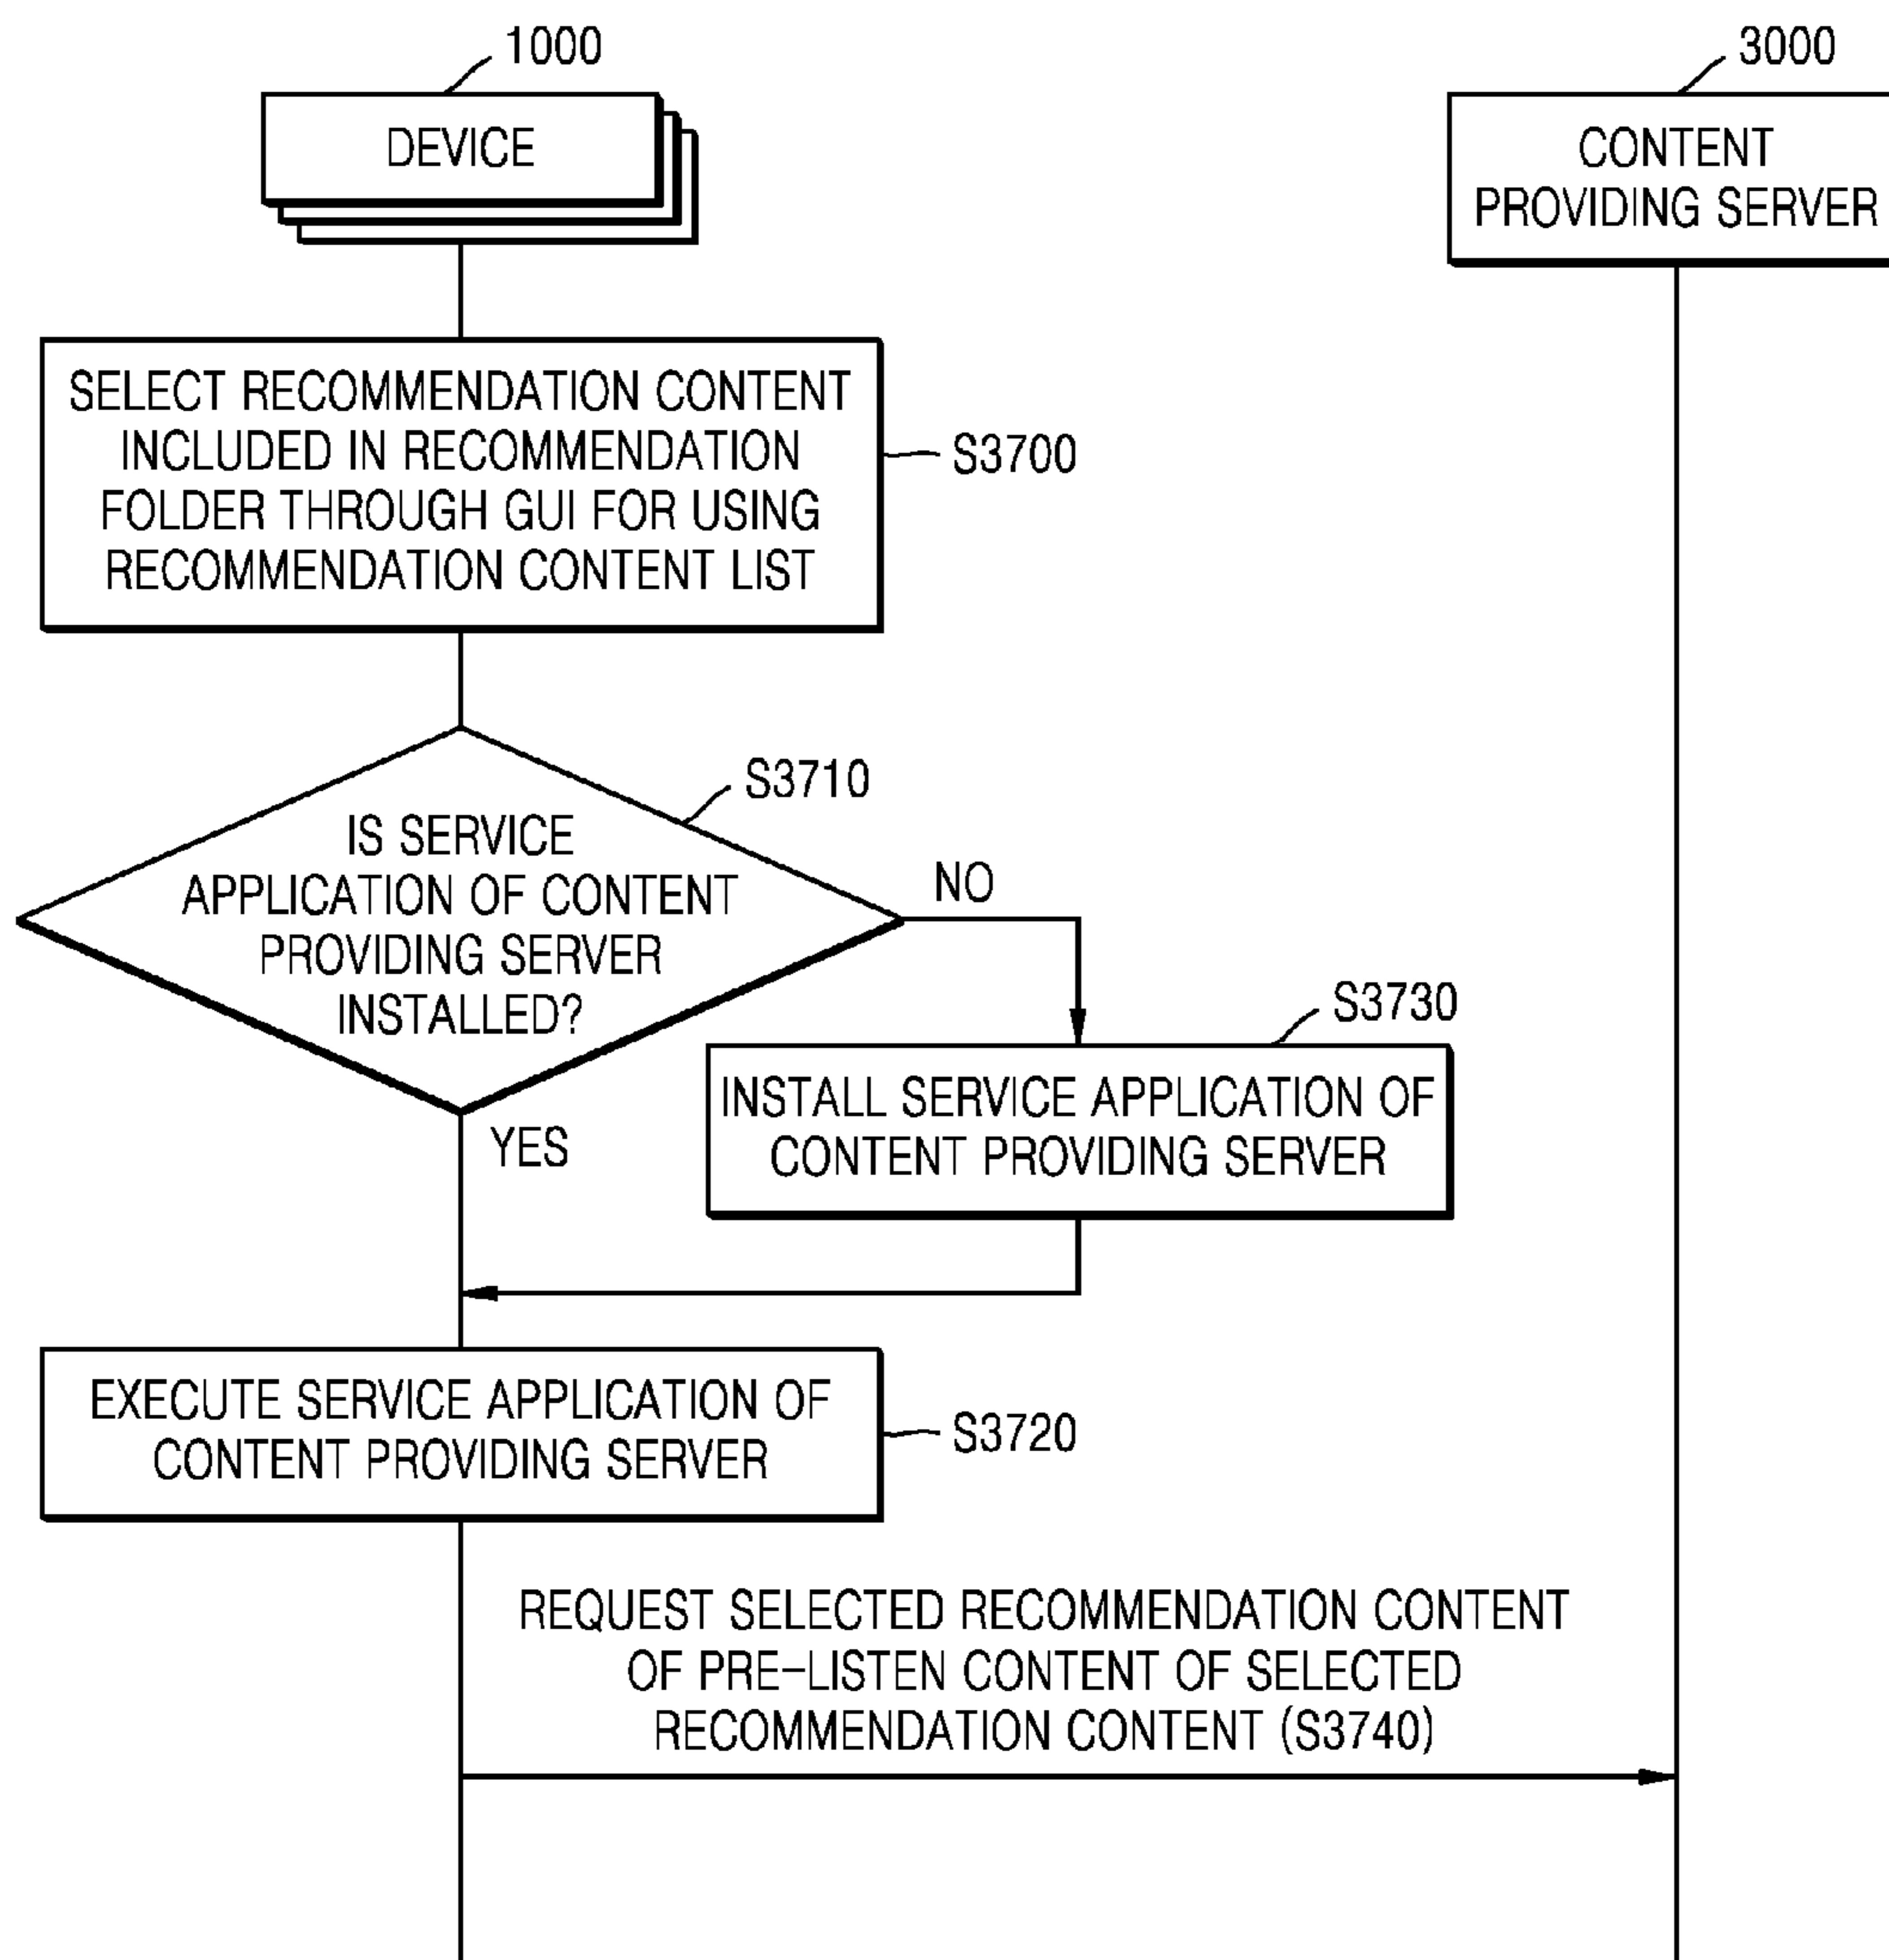 1000
3000
DEVICE
CONTENT
PROVIDING SERVER
SELECT RECOMMENDATION CONTENT
INCLUDED IN RECOMMENDATION
FOLDER THROUGH GUI FOR USING
RECOMMENDATION CONTENT LIST
S3700
S3710
IS SERVICE
APPLICATION OF CONTENT
PROVIDING SERVER
INSTALLED?
NO
YES
S3730
INSTALL SERVICE APPLICATION OF
CONTENT PROVIDING SERVER
EXECUTE SERVICE APPLICATION OF
CONTENT PROVIDING SERVER
S3720
REQUEST SELECTED RECOMMENDATION CONTENT
OF PRE-LISTEN CONTENT OF SELECTED
RECOMMENDATION CONTENT (S3740)